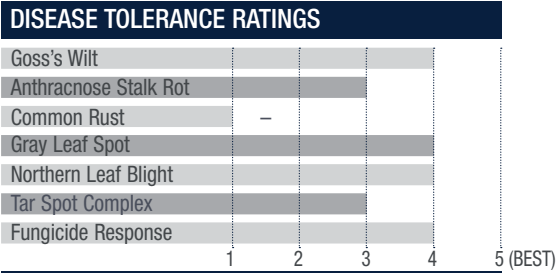 DISEASE TOLERANCE RATINGS
Goss's Wilt
Anthracnose Stalk Rot
Common Rust –
Gray Leaf Spot
Northern Leaf Blight
Tar Spot Complex
Fungicide Response
1 2 3 4 5 (BEST)